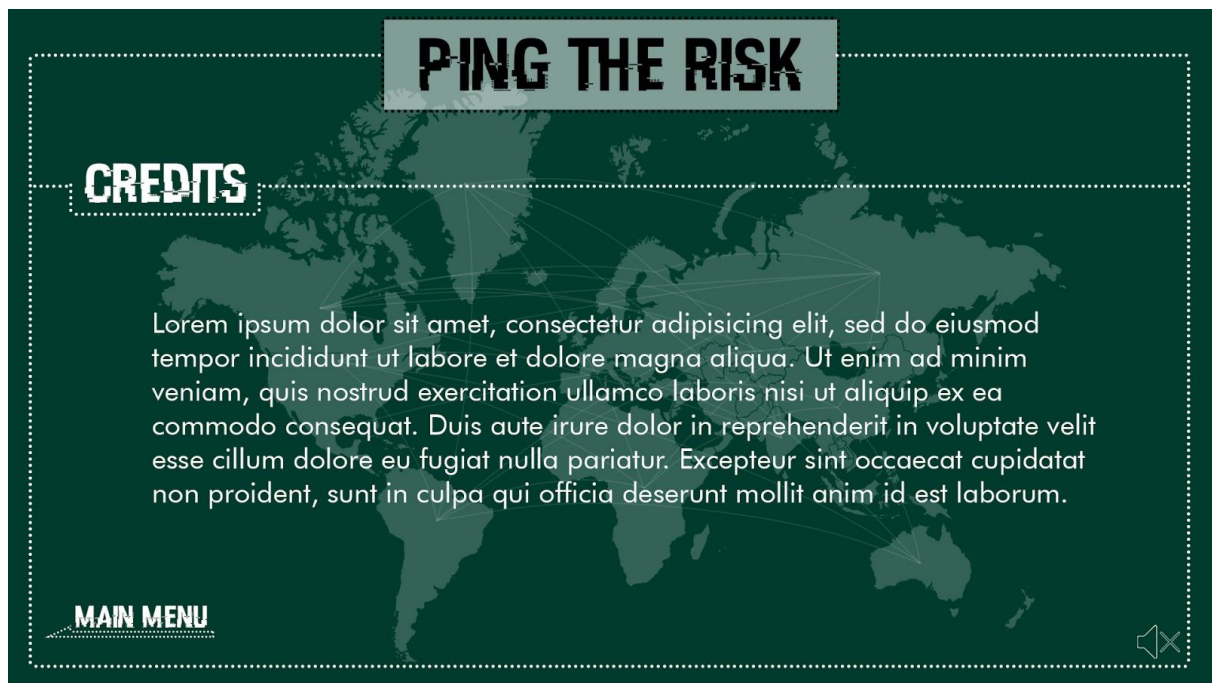 PING THE RISK
CREDITS
Lorem ipsum dolor sit amet, consectetur adipisicing elit, sed do eiusmod
tempor incididunt ut labore et dolore magna aliqua. Ut enim ad minim
veniam, quis nostrud exercitation ullamco laboris nisi ut aliquip ex ea
commodo consequat. Duis aute irure dolor in reprehenderit in voluptate velit
esse cillum dolore eu fugiat nulla pariatur. Excepteur sint occaecat cupidatat
non proident, sunt in culpa qui officia deserunt mollit anim id est laborum.
MAIN MENU